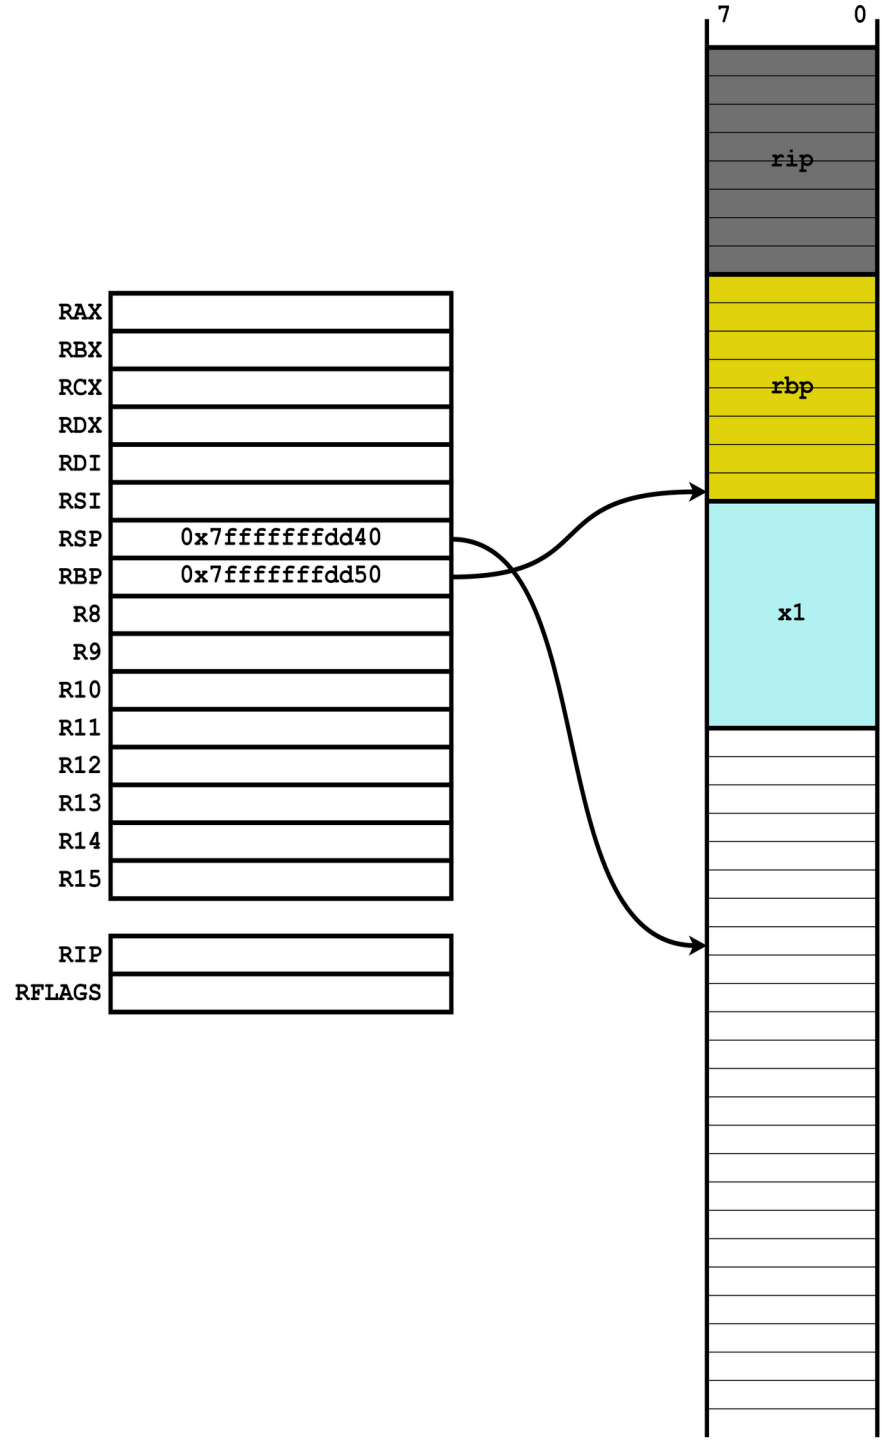 7 0
rip
RAX
RBX
RCX
RDX
RDI
RSI
RSP 0x7fffffffdd40
RBP 0x7fffffffdd50
R8
R9
R10
R11
R12
R13
R14
R15
RIP
RFLAGS
rbp
x1